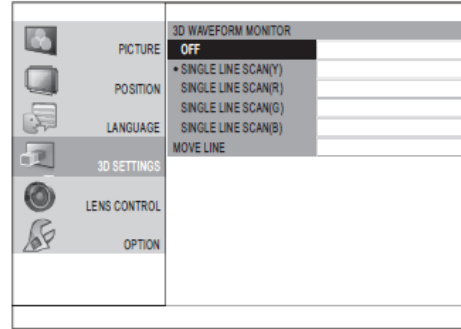 PICTURE
POSITION
LANGUAGE
3D SETTINGS
LENS CONTROL
OPTION
3D WAVEFORM MONITOR
OFF
• SINGLE LINE SCAN(Y)
SINGLE LINE SCAN(R)
SINGLE LINE SCAN(G)
SINGLE LINE SCAN(B)
MOVE LINE